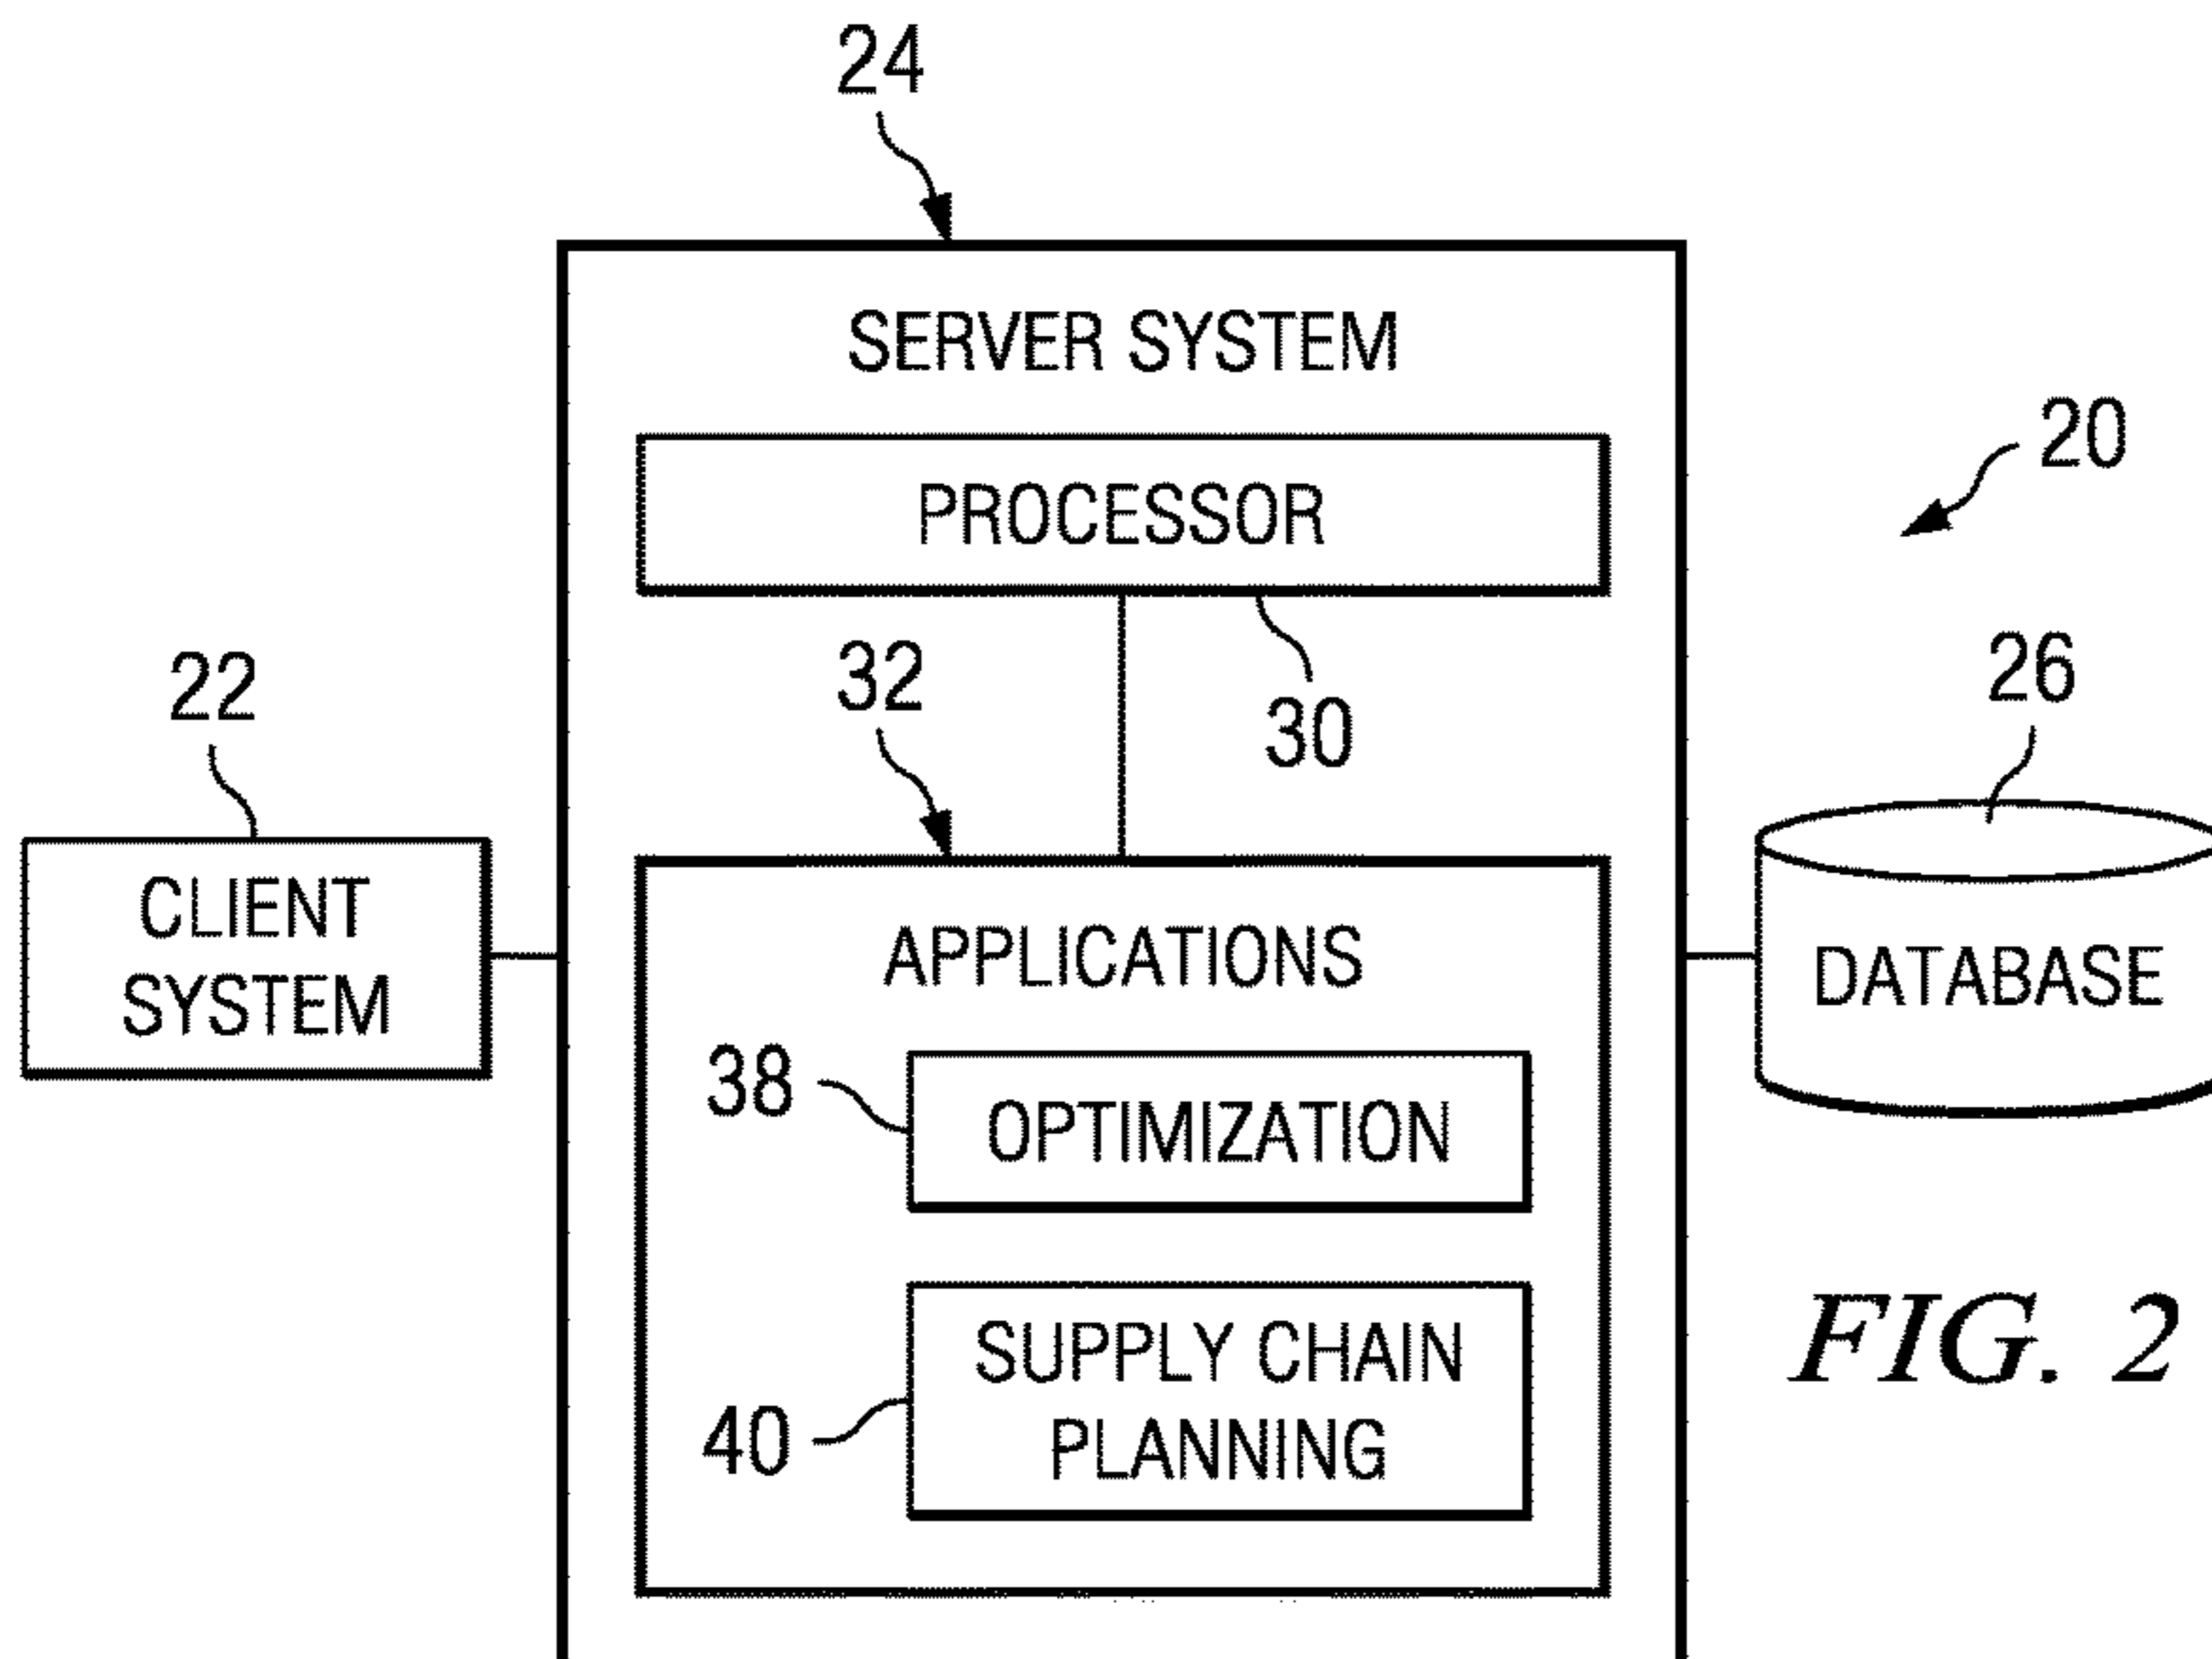 24
SERVER SYSTEM
20
PROCESSOR
22
32
30
26
CLIENT
SYSTEM
APPLICATIONS
DATABASE
38
OPTIMIZATION
SUPPLY CHAIN
PLANNING
40
FIG. 2